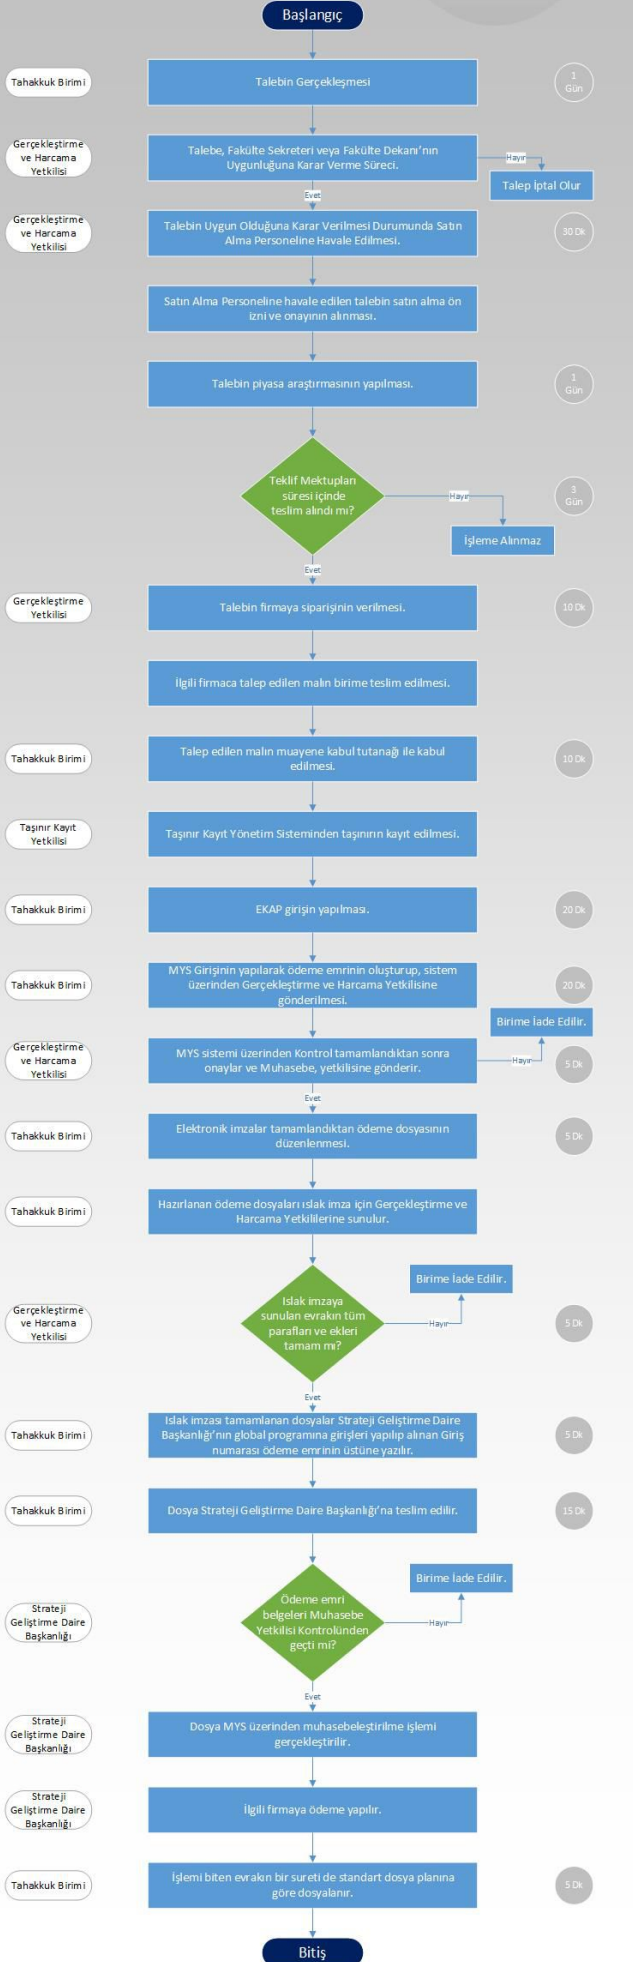 Başlangıç
Tahakkuk Birimi
Talebin Gerçekleşmesi
1
Gün
Gerçekleştirme
ve Harcama
Yetkilisi
Talebe, Fakülte Sekreteri veya Fakülte Dekanı'nın
Uygunluğuna Karar Verme Süreci.
Hayır
Talep İptal Olur
Evet
Gerçekleştirme
ve Harcama
Yetkilisi
Talebin Uygun Olduğuna Karar Verilmesi Durumunda Satın
Alma Personeline Havale Edilmesi.
30 Dk
Satın Alma Personeline havale edilen talebin satın alma ön
izni ve onayının alınması.
Talebin piyasa araştırmasının yapılması.
1
Gün
Teklif Mektupları
süresi içinde
teslim alındı mı?
Hayır
3
Gün
İşleme Alınmaz
Evet
Gerçekleştirme
Yetkilisi
Talebin firmaya siparişinin verilmesi.
10 Dk
İlgili firmaca talep edilen malın birime teslim edilmesi.
Tahakkuk Birimi
Talep edilen malın muayene kabul tutanağı ile kabul
edilmesi.
10 Dk
Taşınır Kayıt
Yetkilisi
Taşınır Kayıt Yönetim Sisteminden taşınırın kayıt edilmesi.
Tahakkuk Birimi
EKAP girişin yapılması.
20 Dk
Tahakkuk Birimi
MYS Girişinin yapılarak ödeme emrinin oluşturup, sistem
üzerinden Gerçekleştirme ve Harcama Yetkilisine
gönderilmesi.
20 Dk
Birime İade Edilir.
Gerçekleştirme
ve Harcama
Yetkilisi
MYS sistemi üzerinden Kontrol tamamlandıktan sonra
onaylar ve Muhasebe, yetkilisine gönderir.
Hayır
5 Dk
Evet
Tahakkuk Birimi
Elektronik imzalar tamamlandıktan ödeme dosyasının
düzenlenmesi.
5 Dk
Tahakkuk Birimi
Hazırlanan ödeme dosyaları ıslak imza için Gerçekleştirme ve
Harcama Yetkililerine sunulur.
Birime İade Edilir.
Gerçekleştirme
ve Harcama
Yetkilisi
Islak imzaya
sunulan evrakın tüm
parafları ve ekleri
tamam mı?
Hayır
5 Dk
Evet
Tahakkuk Birimi
Islak imzası tamamlanan dosyalar Strateji Geliştirme Daire
Başkanlığı'nın global programına girişleri yapılıp alınan Giriş
numarası ödeme emrinin üstüne yazılır.
5 Dk
Tahakkuk Birimi
Dosya Strateji Geliştirme Daire Başkanlığı'na teslim edilir.
15 Dk
Birime İade Edilir.
Strateji
Geliştirme Daire
Başkanlığı
Ödeme emri
belgeleri Muhasebe
Yetkilisi Kontrolünden
geçti mi?
Hayır
Evet
Strateji
Geliştirme Daire
Başkanlığı
Dosya MYS üzerinden muhasebeleştirilme işlemi
gerçekleştirilir.
Strateji
Geliştirme Daire
Başkanlığı
İlgili firmaya ödeme yapılır.
Tahakkuk Birimi
İşlemi biten evrakın bir sureti de standart dosya planına
göre dosyalanır.
5 Dk
Bitiş